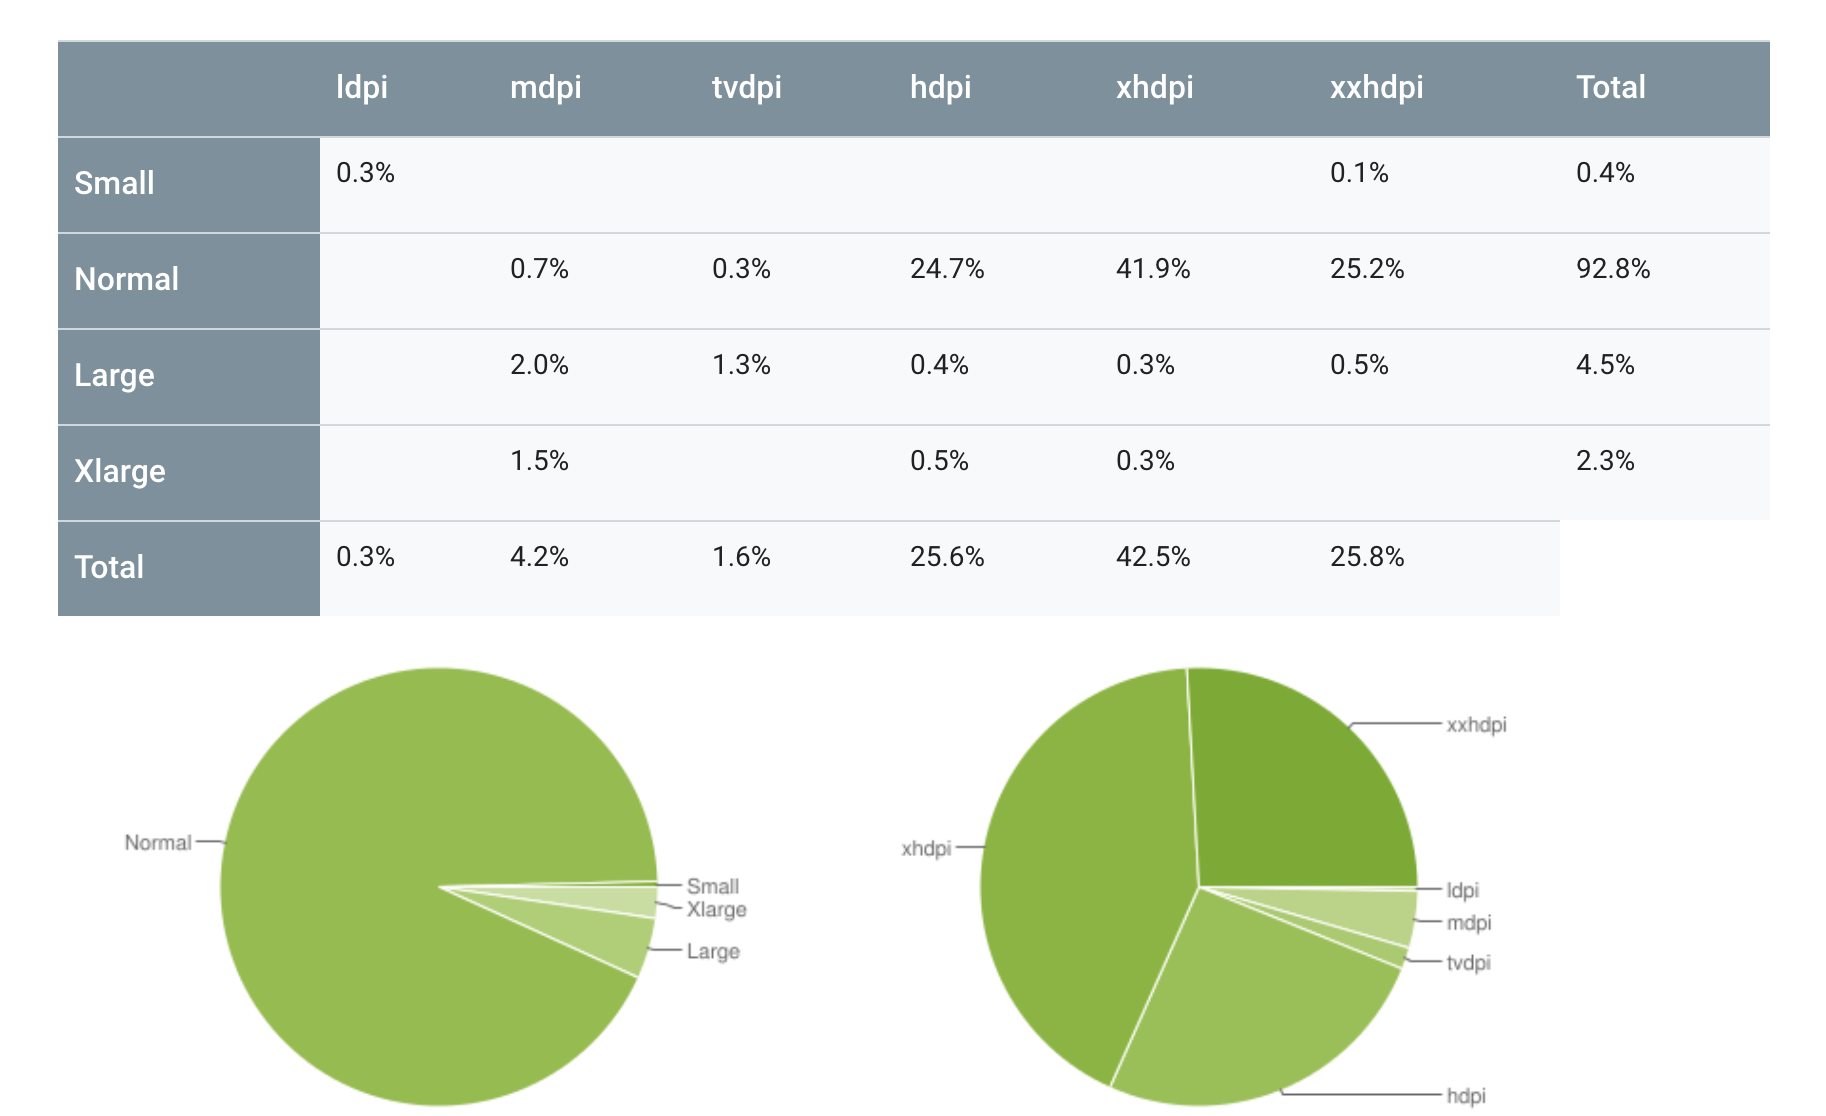 ldpi mdpi tvdpi hdpi xhdpi xxhdpi Total
Small 0.3% 0.1% 0.4%
Normal 0.7% 0.3% 24.7% 41.9% 25.2% 92.8%
Large 2.0% 1.3% 0.4% 0.3% 0.5% 4.5%
Xlarge 1.5% 0.5% 0.3% 2.3%
Total 0.3% 4.2% 1.6% 25.6% 42.5% 25.8%
Normal
Small
Xlarge
Large
xxhdpi
xhdpi
ldpi
mdpi
tvdpi
hdpi